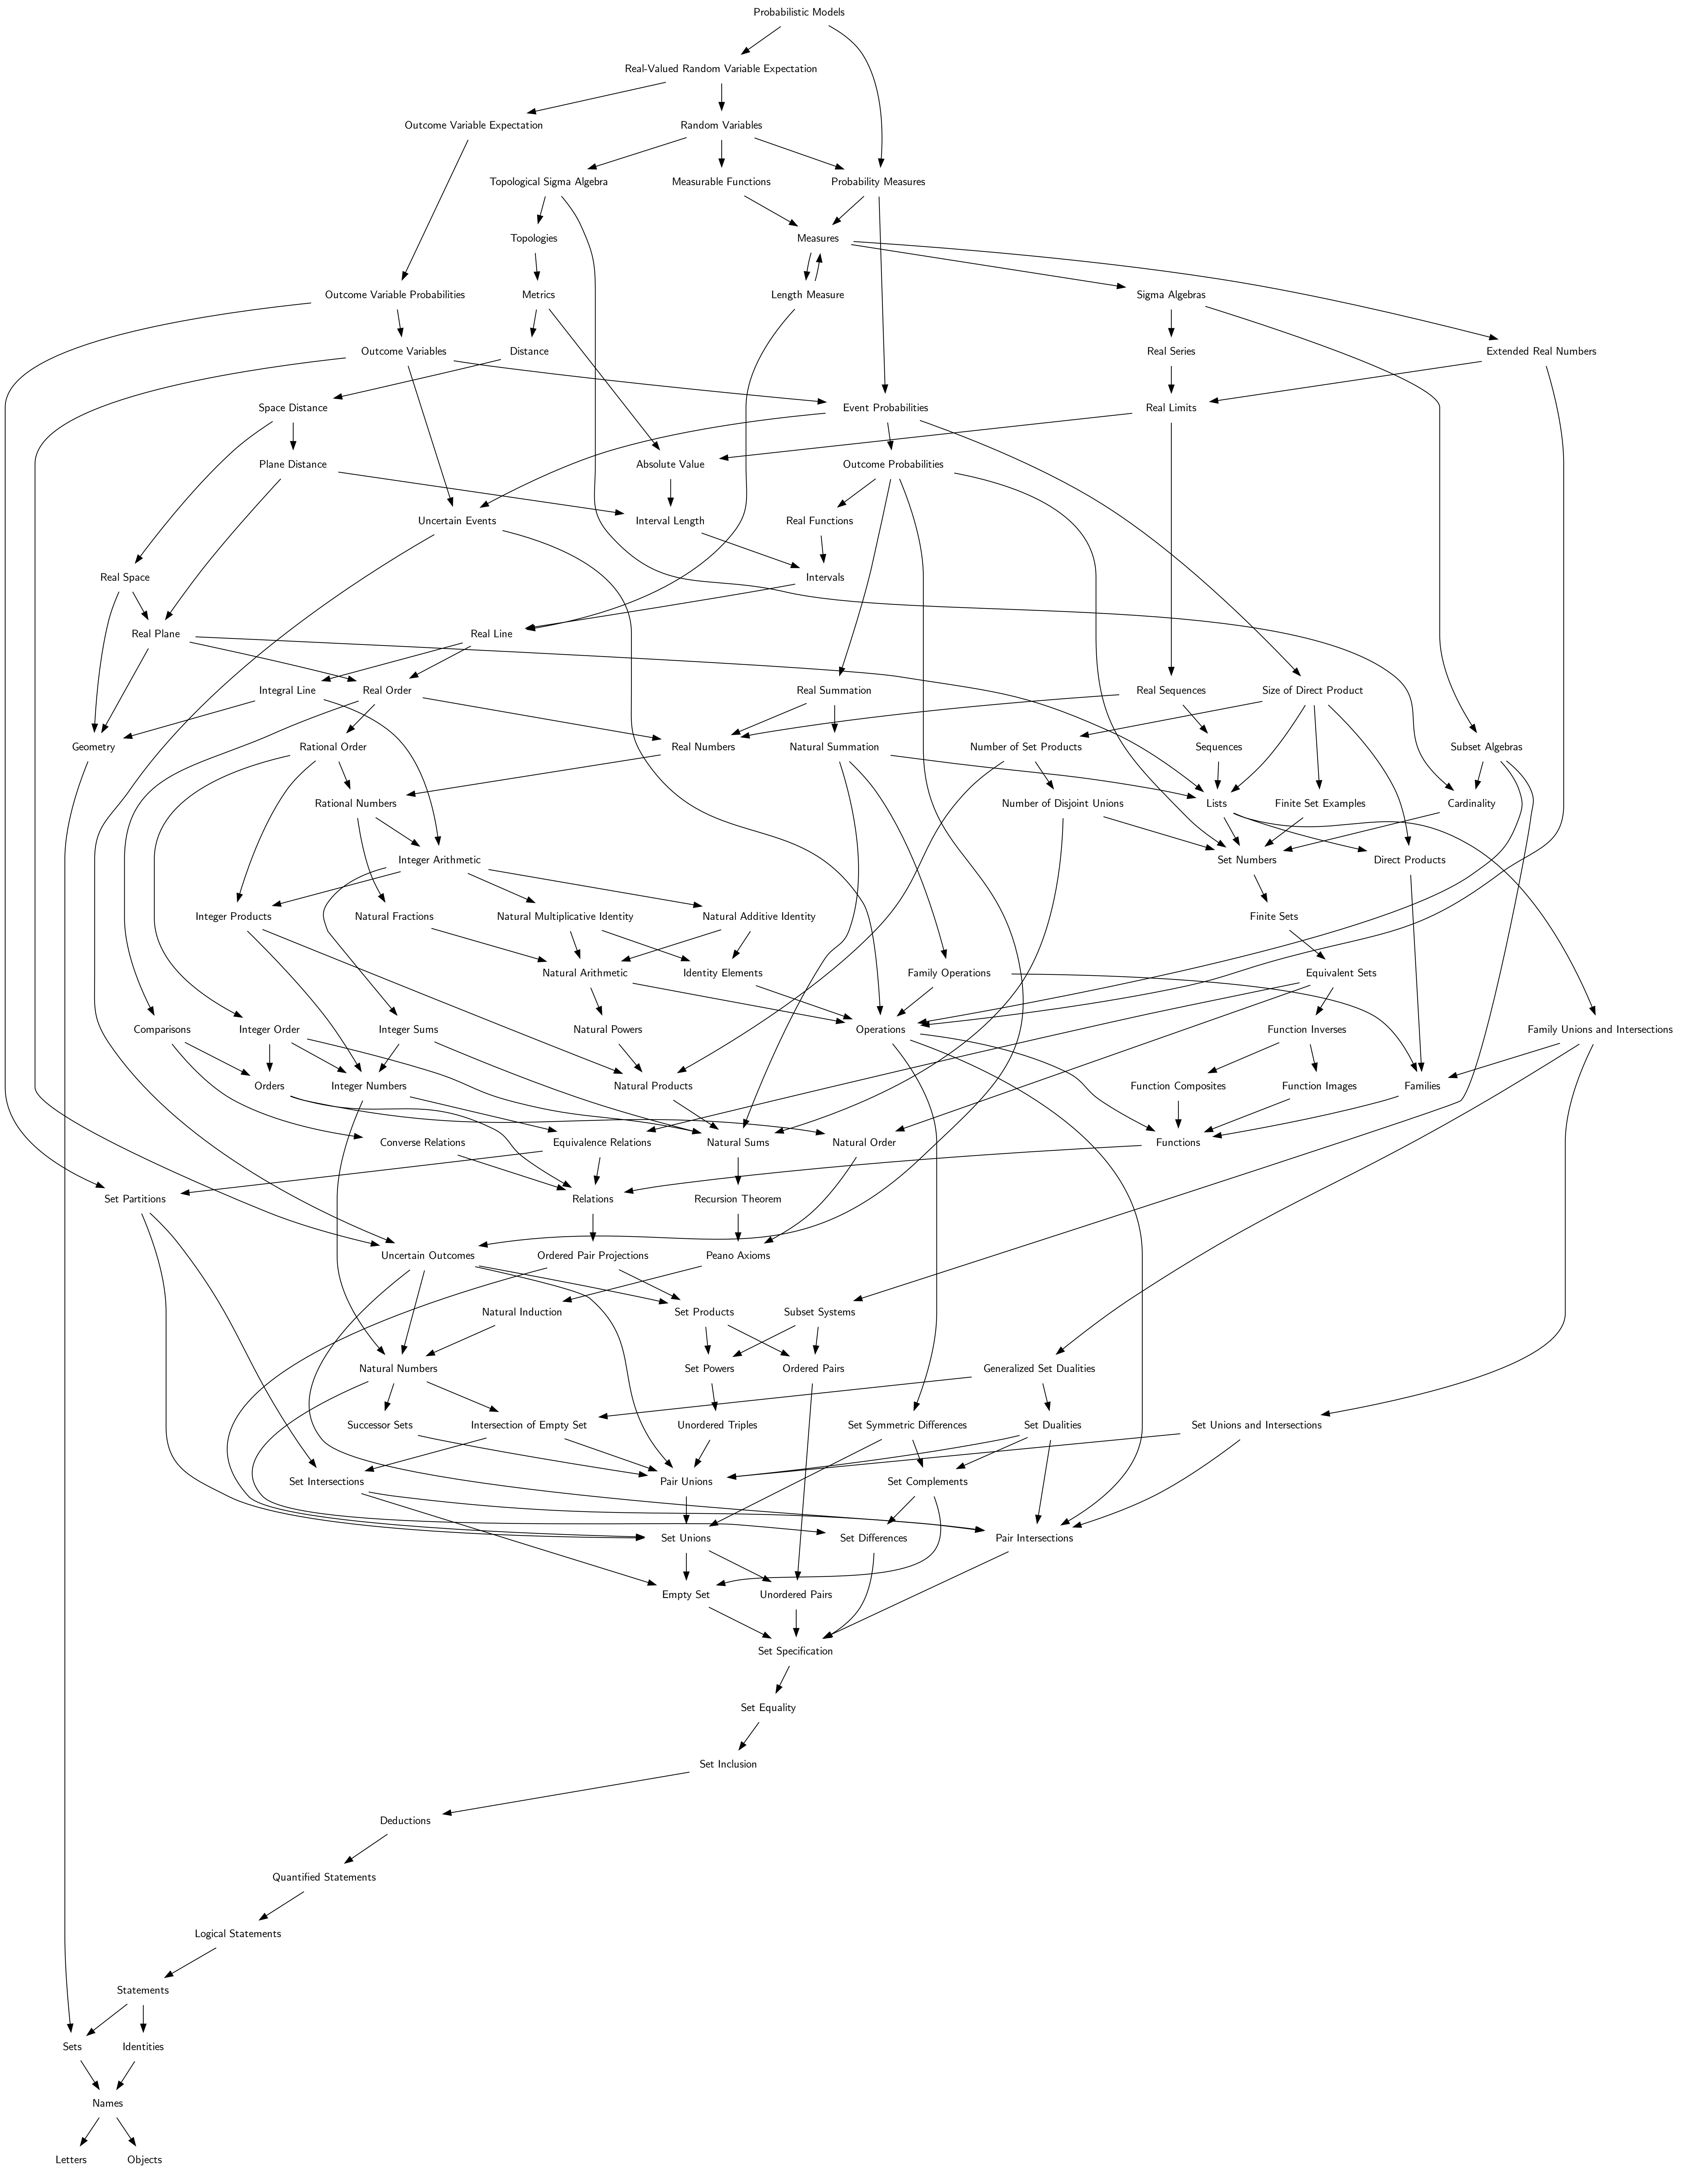 Probabilistic Models
Real-Valued Random Variable Expectation
Outcome Variable Expectation
Random Variables
Topological Sigma Algebra
Measurable Functions
Probability Measures
Topologies
Measures
Outcome Variable Probabilities
Metrics
Length Measure
Sigma Algebras
Outcome Variables
Distance
Real Series
Extended Real Numbers
Space Distance
Event Probabilities
Real Limits
Plane Distance
Absolute Value
Outcome Probabilities
Uncertain Events
Interval Length
Real Functions
Real Space
Intervals
Real Plane
Real Line
Integral Line
Real Order
Real Summation
Real Sequences
Size of Direct Product
Geometry
Rational Order
Real Numbers
Natural Summation
Number of Set Products
Sequences
Subset Algebras
Rational Numbers
Number of Disjoint Unions
Lists
Finite Set Examples
Cardinality
Integer Arithmetic
Set Numbers
Direct Products
Integer Products
Natural Fractions
Natural Multiplicative Identity
Natural Additive Identity
Finite Sets
Natural Arithmetic
Identity Elements
Family Operations
Equivalent Sets
Comparisons
Integer Order
Integer Sums
Natural Powers
Operations
Function Inverses
Family Unions and Intersections
Orders
Integer Numbers
Natural Products
Function Composites
Function Images
Families
Converse Relations
Equivalence Relations
Natural Sums
Natural Order
Functions
Set Partitions
Relations
Recursion Theorem
Uncertain Outcomes
Ordered Pair Projections
Peano Axioms
Natural Induction
Set Products
Subset Systems
Natural Numbers
Set Powers
Ordered Pairs
Generalized Set Dualities
Successor Sets
Intersection of Empty Set
Unordered Triples
Set Symmetric Differences
Set Dualities
Set Unions and Intersections
Set Intersections
Pair Unions
Set Complements
Set Unions
Set Differences
Pair Intersections
Empty Set
Unordered Pairs
Set Specification
Set Equality
Set Inclusion
Deductions
Quantified Statements
Logical Statements
Statements
Sets
Identities
Names
Letters
Objects